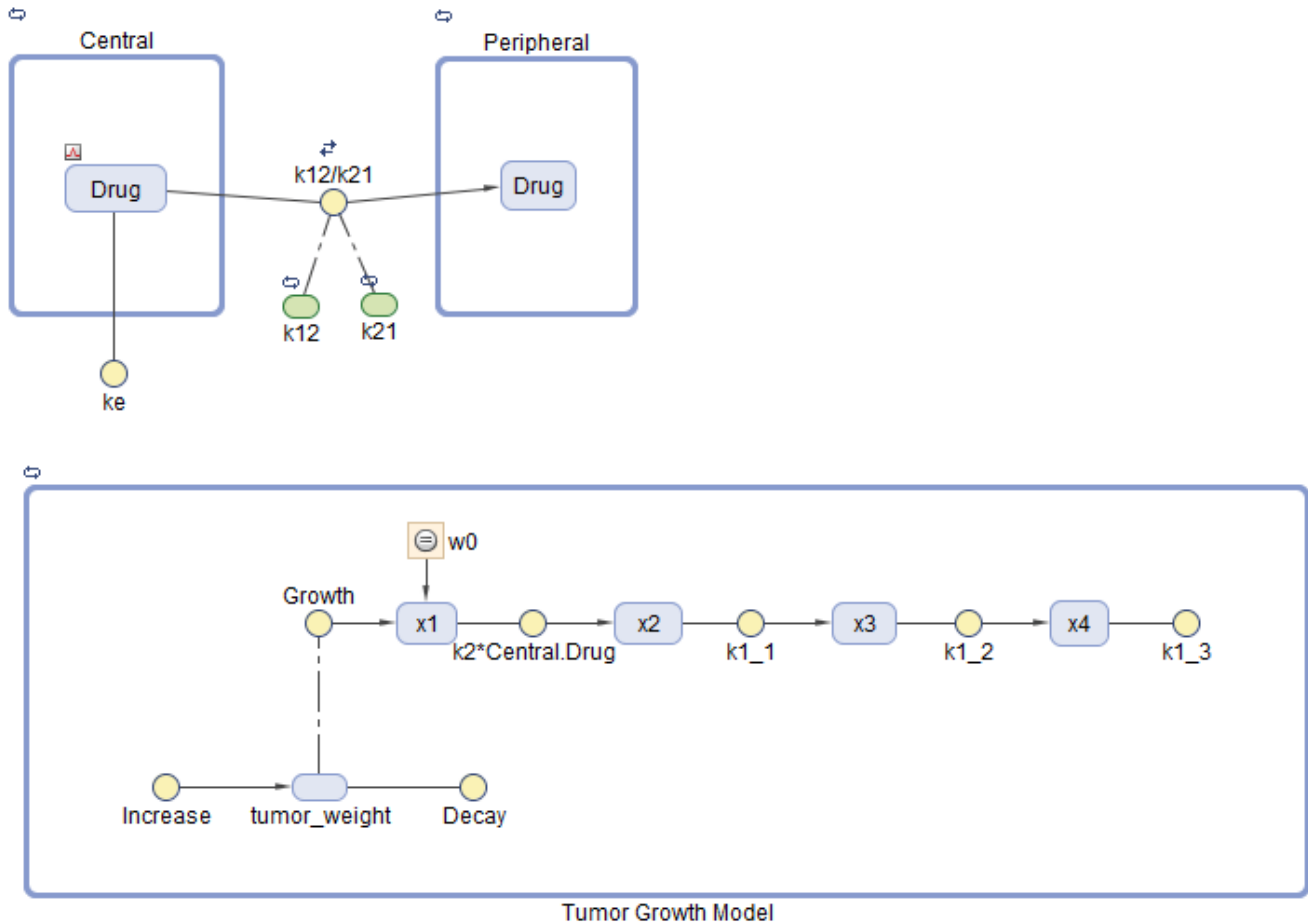 Central
Peripheral
Drug
k12/k21
Drug
k12
k21
ke
w0
Growth
x1
x2
x3
x4
k2*Central.Drug
k1_1
k1_2
k1_3
Increase
tumor_weight
Decay
Tumor Growth Model